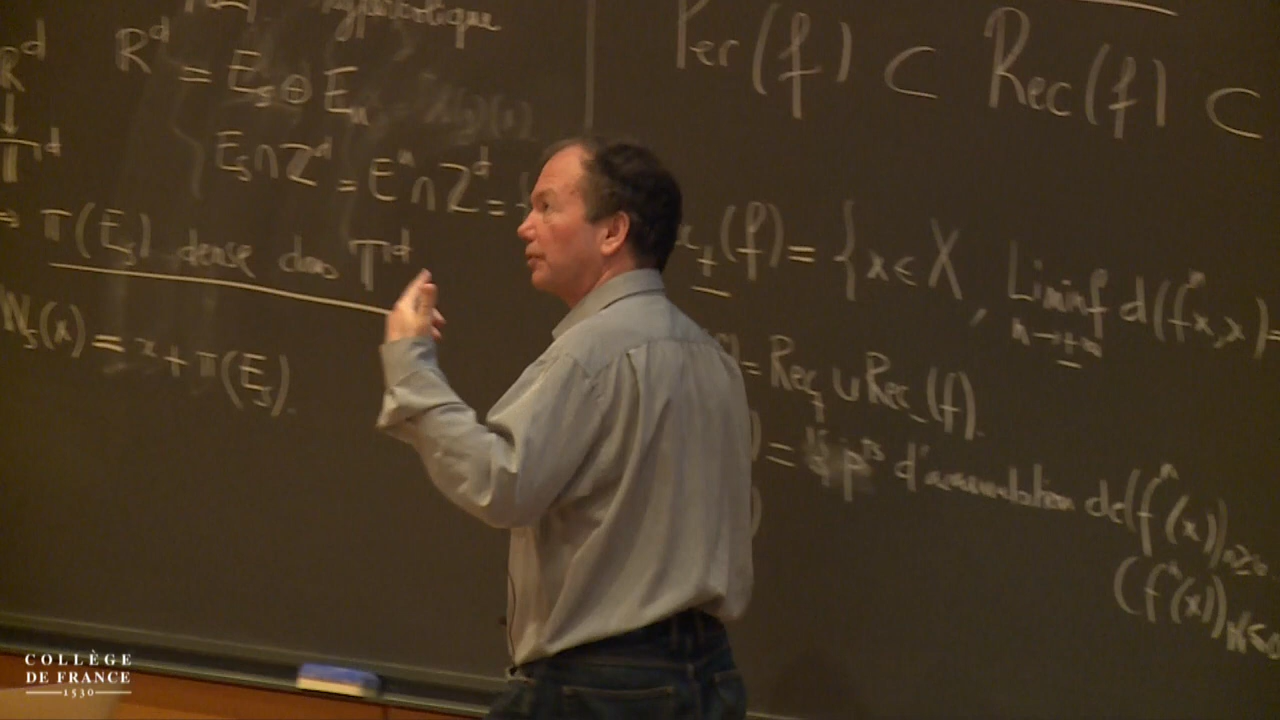 hyperbolique
R^d
↓
T^d
R^d = E_s ⊕ E_u
E_s ∩ Z^d = E^u ∩ Z^d = {
⇒ π(E_s) dense dans T^d
W_s(x) = x + π(E_s).
Per(f) ⊂ Rec(f) ⊂
_±(f) = {x ∈ X, Liminf d(f^n x, x) =
n→±∞
= Rec_+ ∪ Rec_-(f).
= pts d'accumulation de (f^n(x))_{n≥0}
(f^n(x))_{n≤0}
COLLÈGE
DE FRANCE
1530